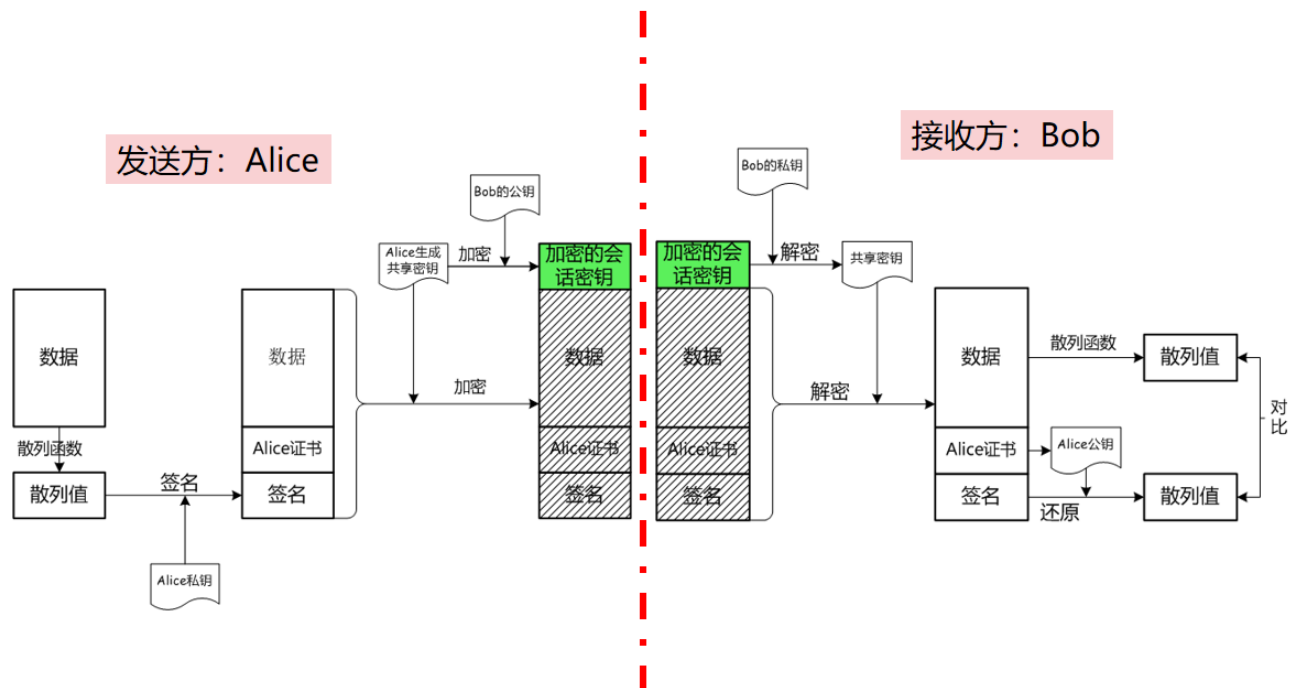 发送方：Alice
接收方：Bob
Bob的公钥
Alice生成
共享密钥
加密
加密的会
话密钥
数据
散列函数
散列值
签名
Alice私钥
数据
Alice证书
签名
加密
数据
Alice证书
签名
Bob的私钥
加密的会
话密钥
解密
共享密钥
数据
Alice证书
签名
解密
数据
Alice证书
签名
散列函数
散列值
Alice公钥
还原
散列值
对
比